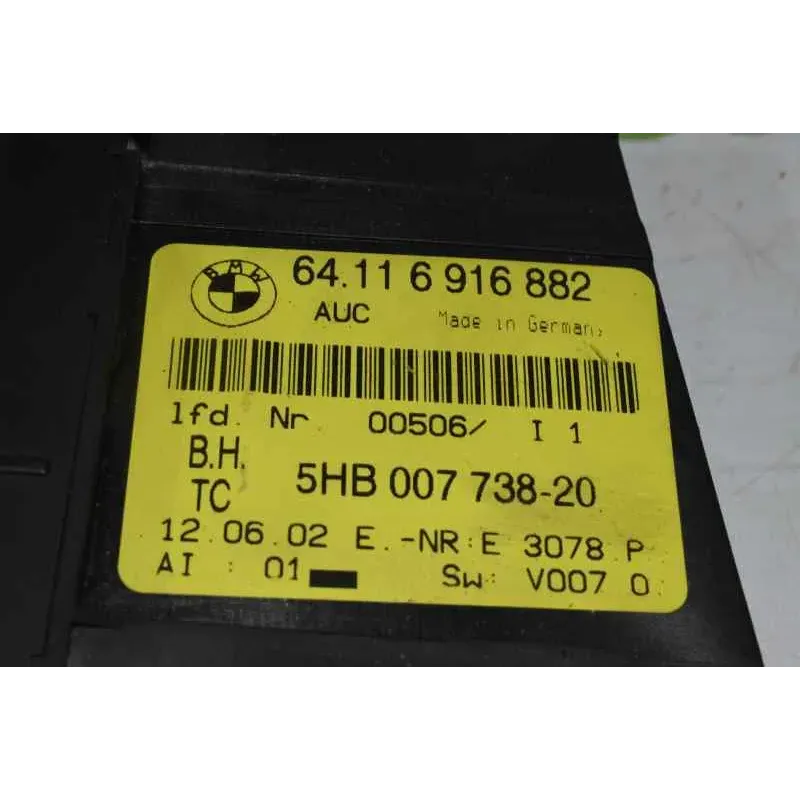 BMW 64.11 6 916 882
AUC Made in Germany
lfd. Nr 00506/ I 1
B.H. 5HB 007 738-20
TC
12.06.02 E.-NR:E 3078 P
AI : 01 Sw: V007 0